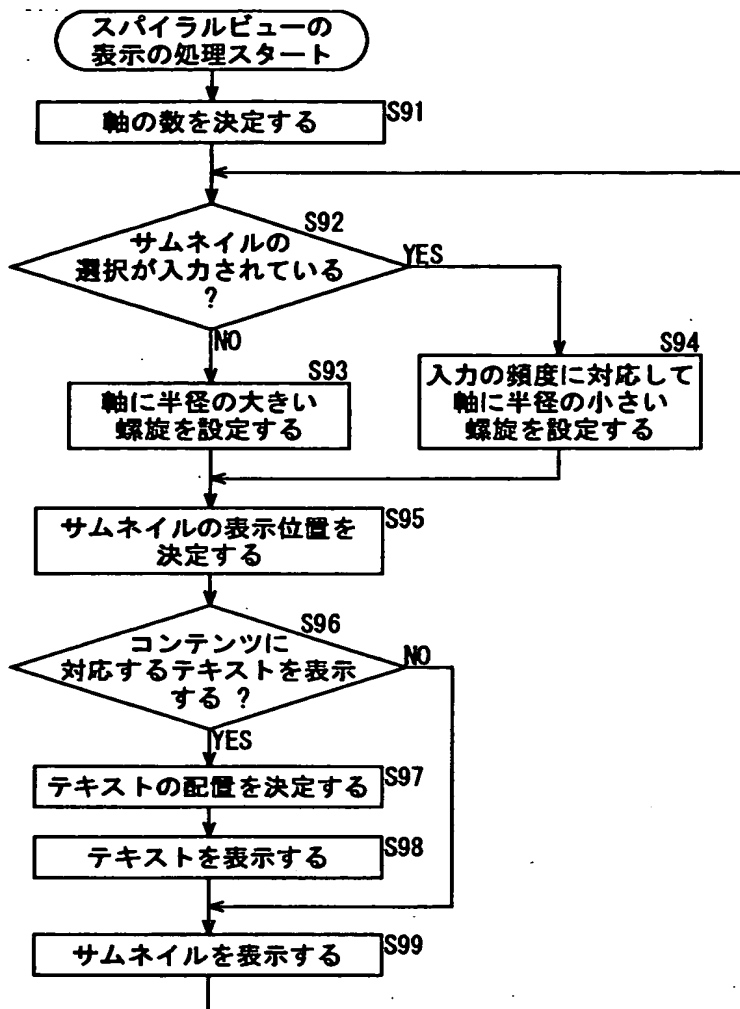 スパイラルビューの
表示の処理スタート
軸の数を決定する
S91
S92
サムネイルの
選択が入力されている
?
YES
NO
S93
軸に半径の大きい
螺旋を設定する
S94
入力の頻度に対応して
軸に半径の小さい
螺旋を設定する
サムネイルの表示位置を
決定する
S95
S96
コンテンツに
対応するテキストを表示
する ?
NO
YES
テキストの配置を決定する
S97
テキストを表示する
S98
サムネイルを表示する
S99